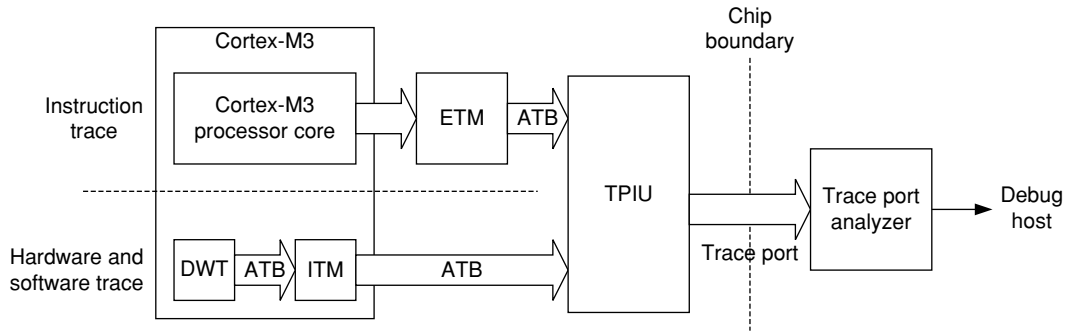 Cortex-M3
Chip
boundary
Instruction
trace
Cortex-M3
processor core
ETM
ATB
TPIU
Trace port
analyzer
Debug
host
Trace port
Hardware and
software trace
DWT
ATB
ITM
ATB